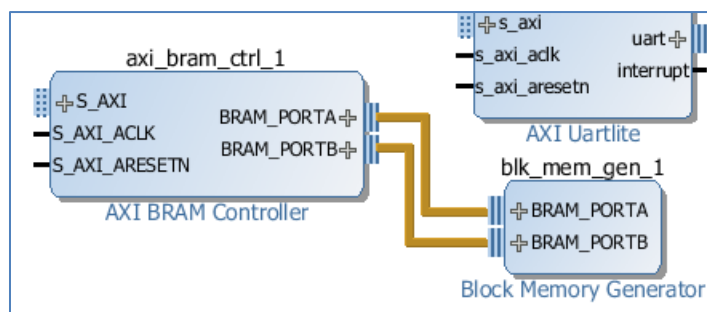 axi_bram_ctrl_1
S_AXI
S_AXI_ACLK
S_AXI_ARESETN
BRAM_PORTA
BRAM_PORTB
AXI BRAM Controller
s_axi
s_axi_aclk
s_axi_aresetn
uart
interrupt
AXI Uartlite
blk_mem_gen_1
BRAM_PORTA
BRAM_PORTB
Block Memory Generator